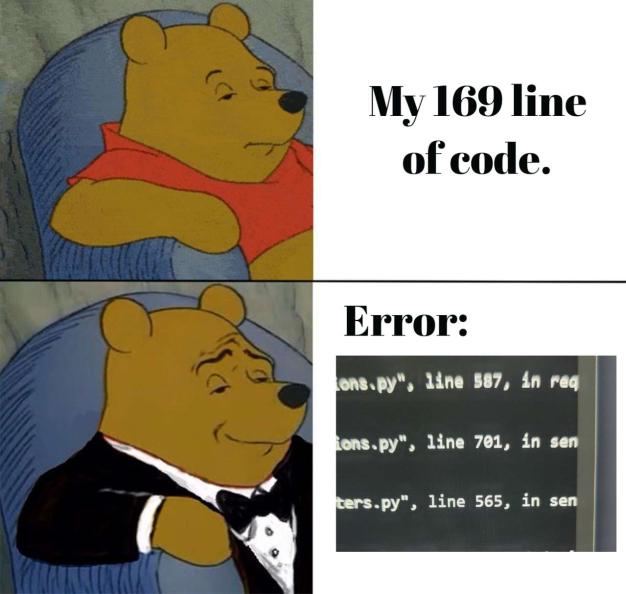 My 169 line
of code.
Error:
ions.py", line 587, in req
ions.py", line 701, in sen
ters.py", line 565, in sen